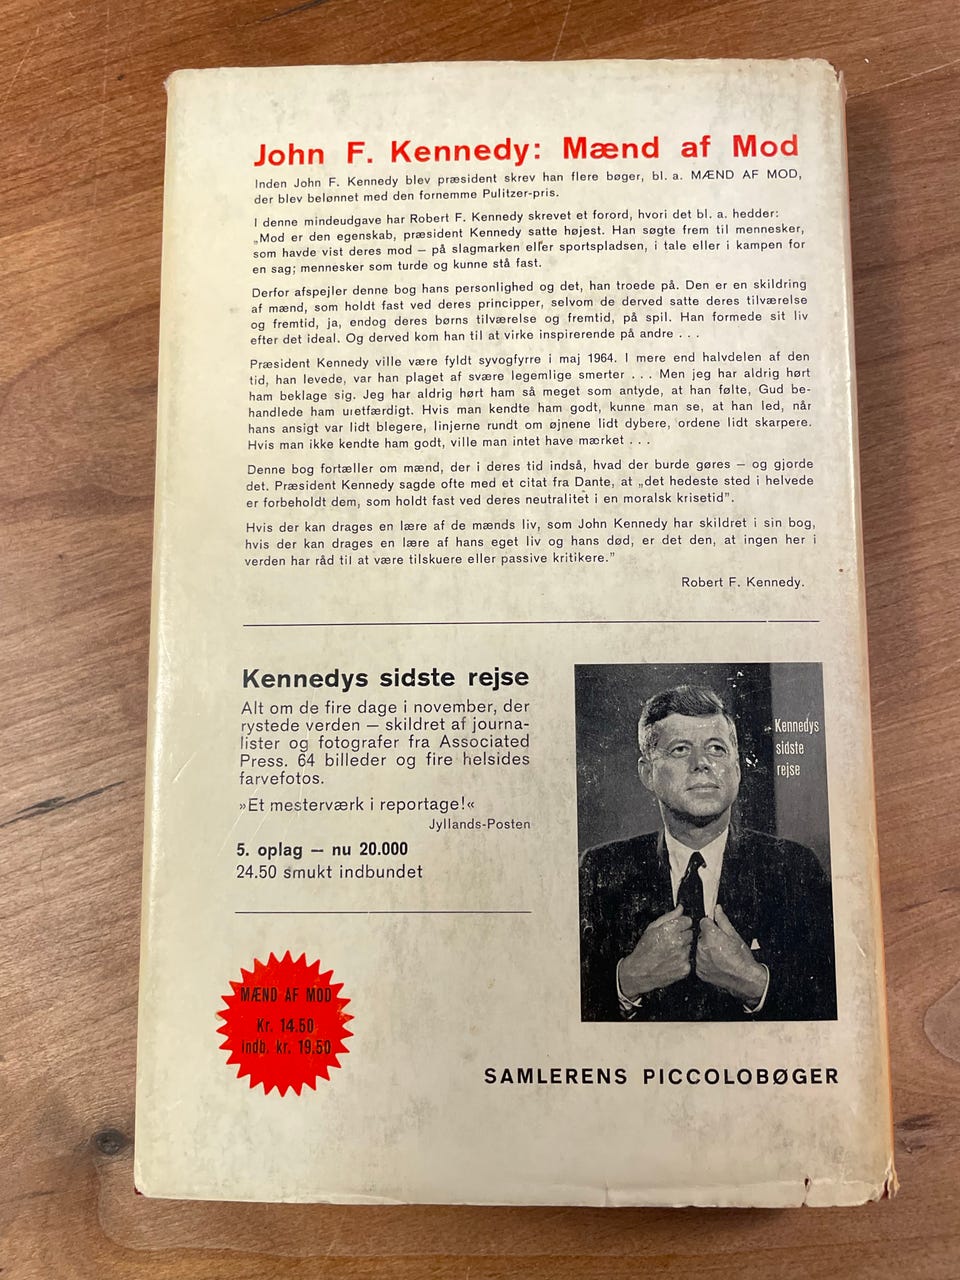 John F. Kennedy: Mænd af Mod
Inden John F. Kennedy blev præsident skrev han flere bøger, bl. a. MÆND AF MOD,
der blev belønnet med den fornemme Pulitzer-pris.
I denne mindeudgave har Robert F. Kennedy skrevet et forord, hvori det bl. a. hedder:
„Mod er den egenskab, præsident Kennedy satte højest. Han søgte frem til mennesker,
som havde vist deres mod — på slagmarken eller sportspladsen, i tale eller i kampen for
en sag; mennesker som turde og kunne stå fast.
Derfor afspejler denne bog hans personlighed og det, han troede på. Den er en skildring
af mænd, som holdt fast ved deres principper, selvom de derved satte deres tilværelse
og fremtid, ja, endog deres børns tilværelse og fremtid, på spil. Han formede sit liv
efter det ideal. Og derved kom han til at virke inspirerende på andre . . .
Præsident Kennedy ville være fyldt syvogfyrre i maj 1964. I mere end halvdelen af den
tid, han levede, var han plaget af svære legemlige smerter . . . Men jeg har aldrig hørt
ham beklage sig. Jeg har aldrig hørt ham så meget som antyde, at han følte, Gud be-
handlede ham uretfærdigt. Hvis man kendte ham godt, kunne man se, at han led, når
hans ansigt var lidt blegere, linjerne rundt om øjnene lidt dybere, ordene lidt skarpere.
Hvis man ikke kendte ham godt, ville man intet have mærket . . .
Denne bog fortæller om mænd, der i deres tid indså, hvad der burde gøres — og gjorde
det. Præsident Kennedy sagde ofte med et citat fra Dante, at „det hedeste sted i helvede
er forbeholdt dem, som holdt fast ved deres neutralitet i en moralsk krisetid”.
Hvis der kan drages en lære af de mænds liv, som John Kennedy har skildret i sin bog,
hvis der kan drages en lære af hans eget liv og hans død, er det den, at ingen her i
verden har råd til at være tilskuere eller passive kritikere.”
Robert F. Kennedy.
Kennedys sidste rejse
Alt om de fire dage i november, der
rystede verden — skildret af journa-
lister og fotografer fra Associated
Press. 64 billeder og fire helsides
farvefotos.
»Et mesterværk i reportage!«
Jyllands-Posten
5. oplag — nu 20.000
24.50 smukt indbundet
Kennedys
sidste
rejse
MÆND AF MOD
Kr. 14.50
Indb. kr. 19.50
SAMLERENS PICCOLOBØGER